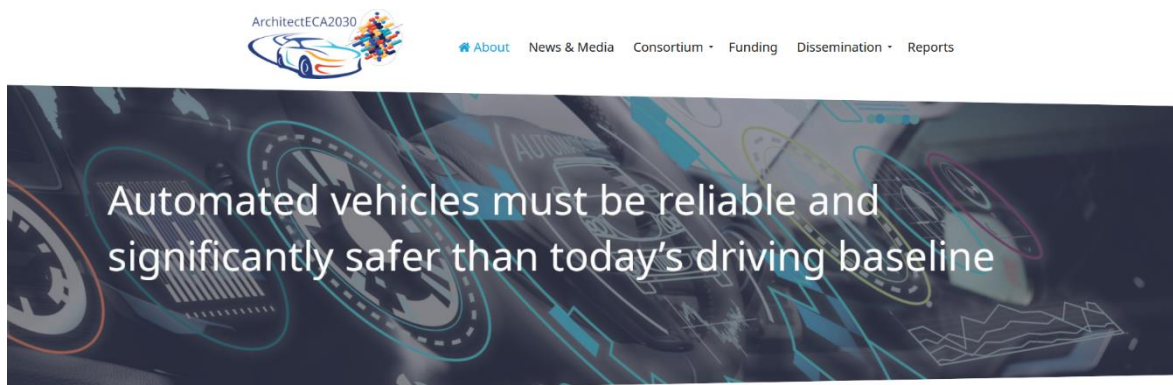 ArchitectECA2030
About News & Media Consortium Funding Dissemination Reports
Automated vehicles must be reliable and
significantly safer than today’s driving baseline